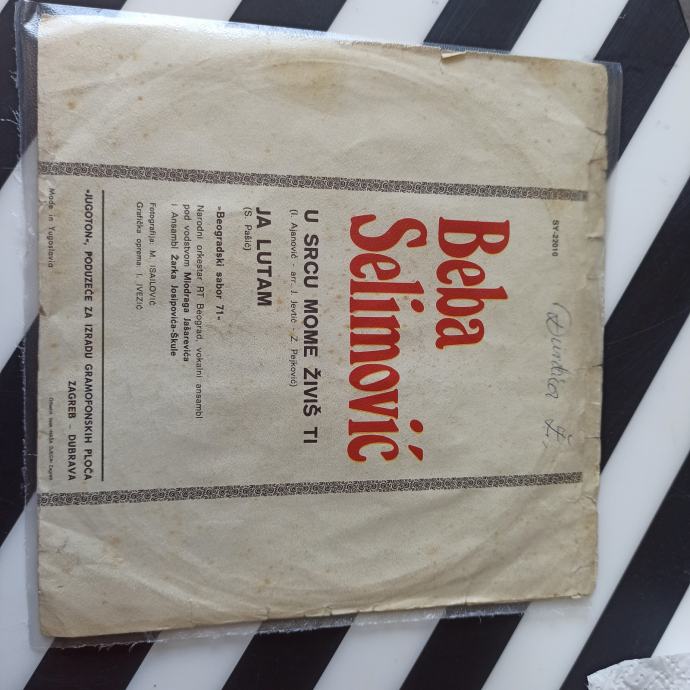 SY-22010
Beba
Selimović
U SRCU MOME ŽIVIŠ TI
(I. Ajanović - arr.: J. Jevtić - Z. Pejković)
JA LUTAM
(S. Pašić)
»Beogradski sabor 71«
Narodni orkestar RT Beograd, vokalni ansambl
pod vodstvom Miodraga Jašarevića
i Ansambl Žarka Josipovića-Škule
Fotografija: M. ISAILOVIĆ
Grafička oprema: I. IVEZIĆ
»JUGOTON«, PODUZEĆE ZA IZRADU GRAMOFONSKIH PLOČA
ZAGREB - DUBRAVA
Made in Yugoslavia